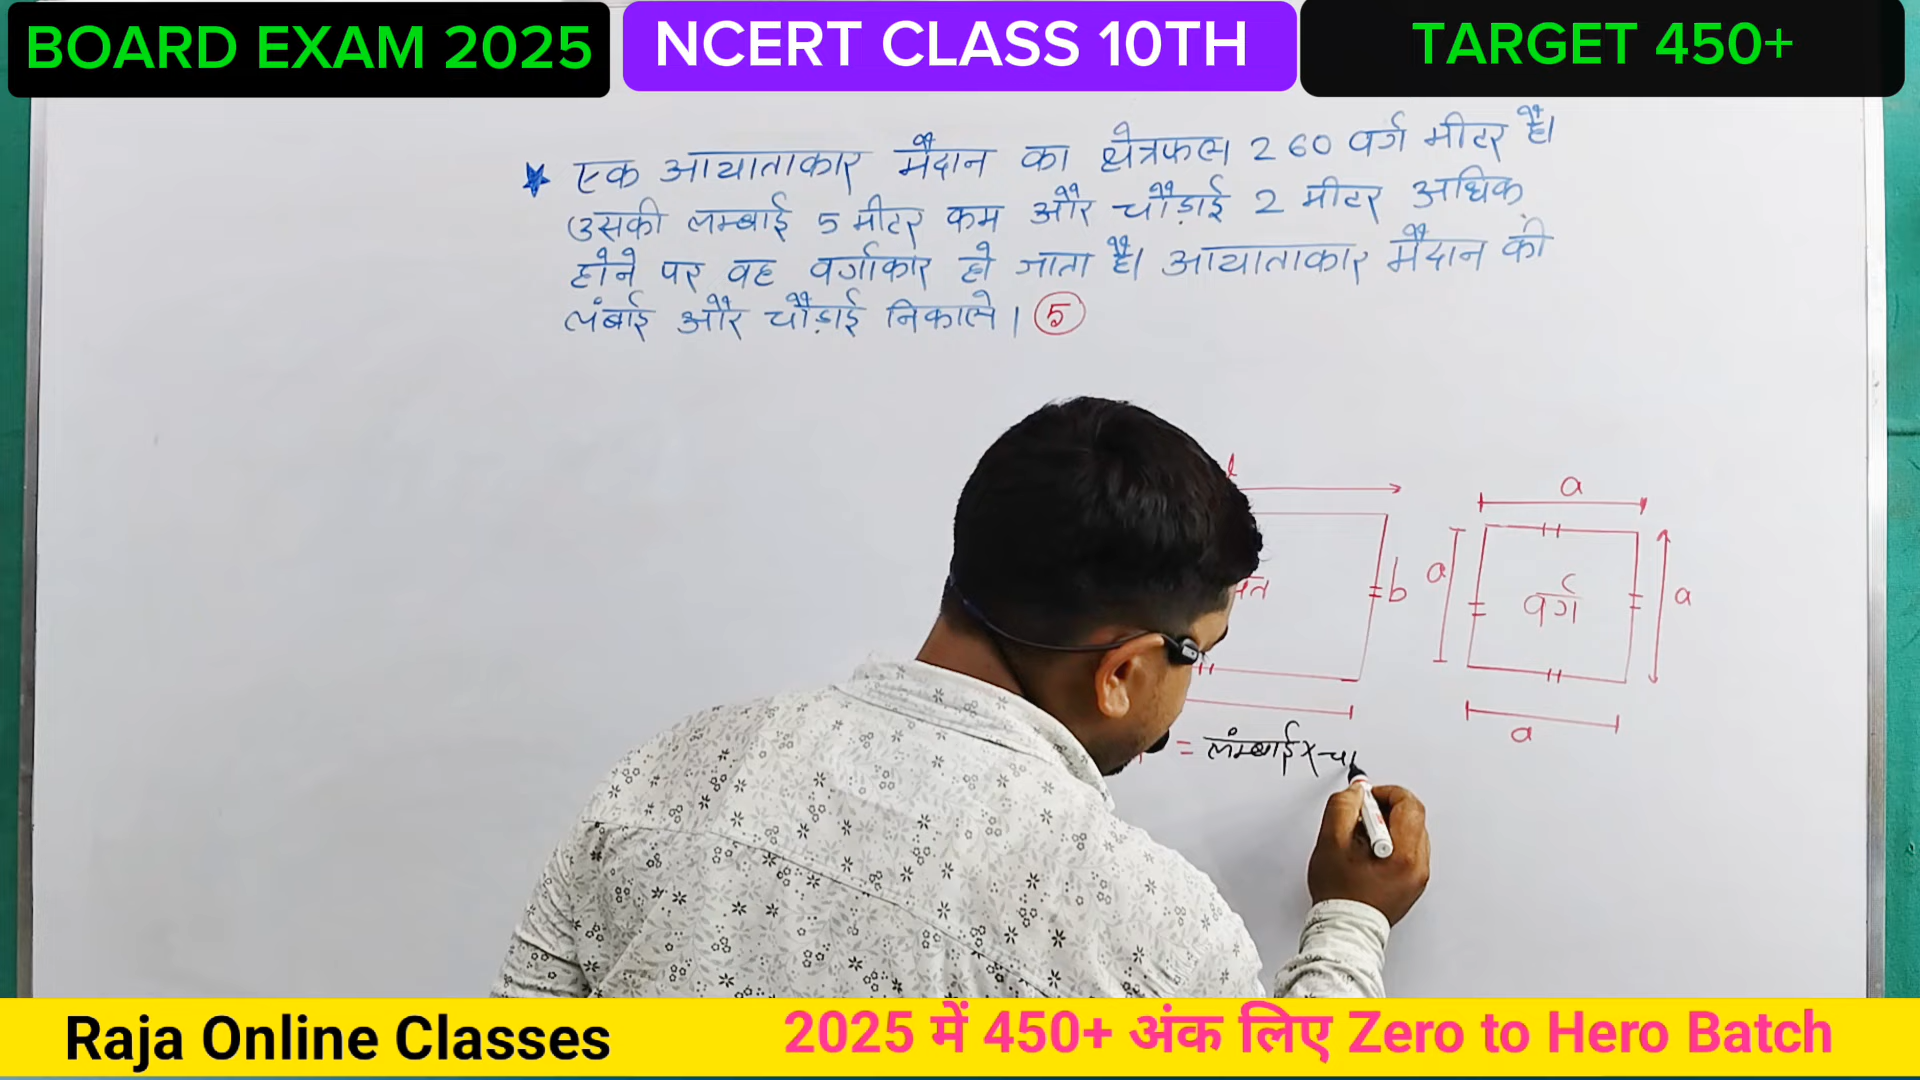 BOARD EXAM 2025
NCERT CLASS 10TH
TARGET 450+
एक आयाताकार मैदान का क्षेत्रफल 260 वर्ग मीटर है।
उसकी लम्बाई 5 मीटर कम और चौड़ाई 2 मीटर अधिक
होने पर वह वर्गाकार हो जाता है। आयाताकार मैदान की
लंबाई और चौड़ाई निकाले। 5
l
b
a
a
वर्ग
a
a
= लंम्बाई × चा
Raja Online Classes
2025 में 450+ अंक लिए Zero to Hero Batch